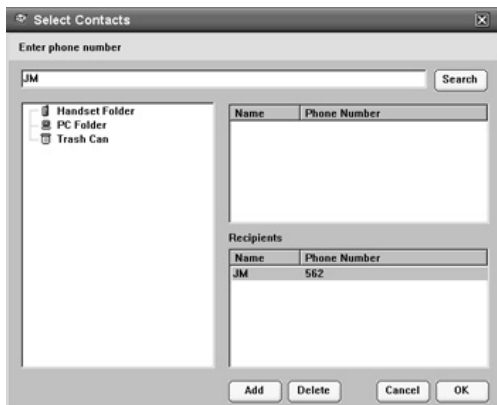 Select Contacts
Enter phone number
JM
Search
Handset Folder
PC Folder
Trash Can
Name Phone Number
Recipients
Name Phone Number
JM 562
Add Delete Cancel OK